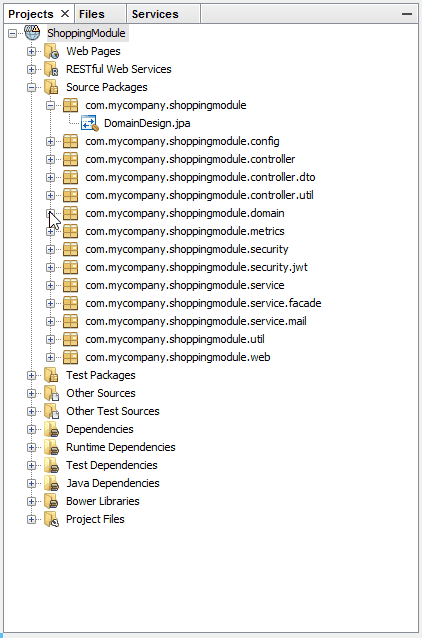 Projects Files Services
ShoppingModule
Web Pages
RESTful Web Services
Source Packages
com.mycompany.shoppingmodule
DomainDesign.jpa
com.mycompany.shoppingmodule.config
com.mycompany.shoppingmodule.controller
com.mycompany.shoppingmodule.controller.dto
com.mycompany.shoppingmodule.controller.util
com.mycompany.shoppingmodule.domain
com.mycompany.shoppingmodule.metrics
com.mycompany.shoppingmodule.security
com.mycompany.shoppingmodule.security.jwt
com.mycompany.shoppingmodule.service
com.mycompany.shoppingmodule.service.facade
com.mycompany.shoppingmodule.service.mail
com.mycompany.shoppingmodule.util
com.mycompany.shoppingmodule.web
Test Packages
Other Sources
Other Test Sources
Dependencies
Runtime Dependencies
Test Dependencies
Java Dependencies
Bower Libraries
Project Files